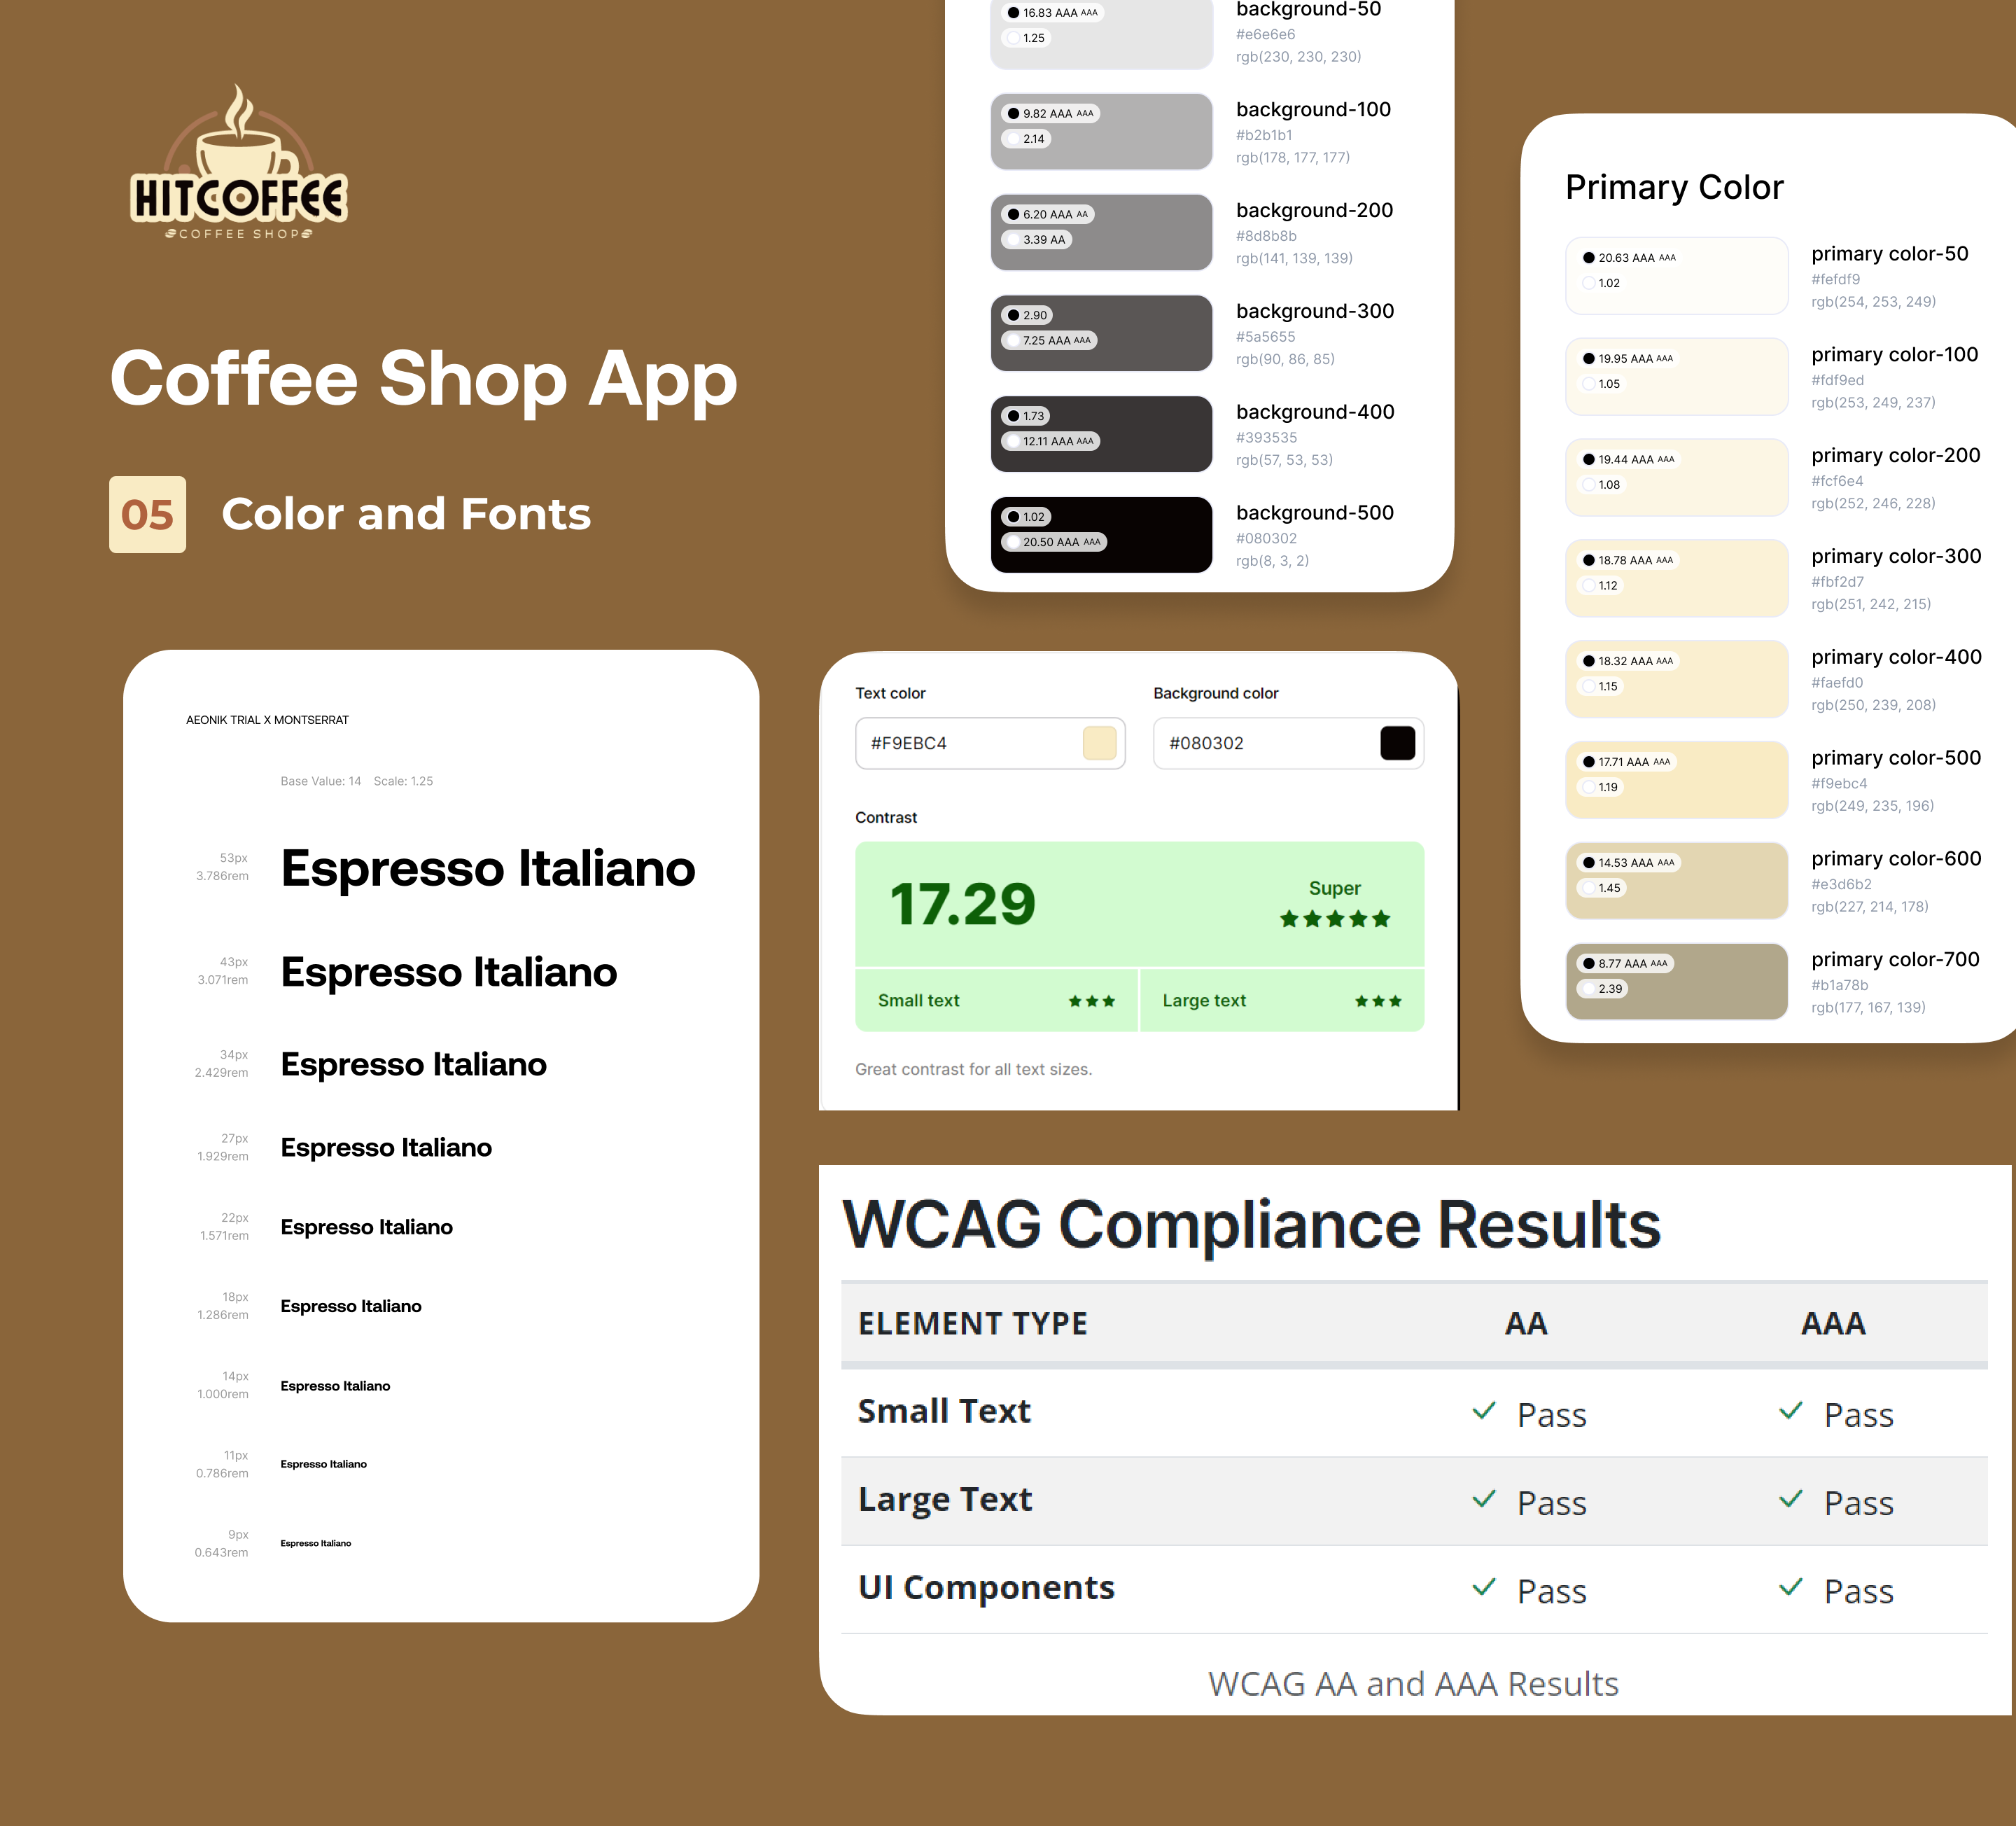 HITCOFFEE
COFFEE SHOP
Coffee Shop App
05
Color and Fonts
16.83 AAA AAA
1.25
background-50
#e6e6e6
rgb(230, 230, 230)
9.82 AAA AAA
2.14
background-100
#b2b1b1
rgb(178, 177, 177)
6.20 AAA AA
3.39 AA
background-200
#8d8b8b
rgb(141, 139, 139)
2.90
7.25 AAA AAA
background-300
#5a5655
rgb(90, 86, 85)
1.73
12.11 AAA AAA
background-400
#393535
rgb(57, 53, 53)
1.02
20.50 AAA AAA
background-500
#080302
rgb(8, 3, 2)
Primary Color
20.63 AAA AAA
1.02
primary color-50
#fefdf9
rgb(254, 253, 249)
19.95 AAA AAA
1.05
primary color-100
#fdf9ed
rgb(253, 249, 237)
19.44 AAA AAA
1.08
primary color-200
#fcf6e4
rgb(252, 246, 228)
18.78 AAA AAA
1.12
primary color-300
#fbf2d7
rgb(251, 242, 215)
18.32 AAA AAA
1.15
primary color-400
#faefd0
rgb(250, 239, 208)
17.71 AAA AAA
1.19
primary color-500
#f9ebc4
rgb(249, 235, 196)
14.53 AAA AAA
1.45
primary color-600
#e3d6b2
rgb(227, 214, 178)
8.77 AAA AAA
2.39
primary color-700
#b1a78b
rgb(177, 167, 139)
AEONIK TRIAL X MONTSERRAT
Base Value: 14 Scale: 1.25
53px
3.786rem
Espresso Italiano
43px
3.071rem
Espresso Italiano
34px
2.429rem
Espresso Italiano
27px
1.929rem
Espresso Italiano
22px
1.571rem
Espresso Italiano
18px
1.286rem
Espresso Italiano
14px
1.000rem
Espresso Italiano
11px
0.786rem
Espresso Italiano
9px
0.643rem
Espresso Italiano
Text color
#F9EBC4
Background color
#080302
Contrast
17.29
Super
Small text
Large text
Great contrast for all text sizes.
WCAG Compliance Results
ELEMENT TYPE AA AAA
Small Text Pass Pass
Large Text Pass Pass
UI Components Pass Pass
WCAG AA and AAA Results